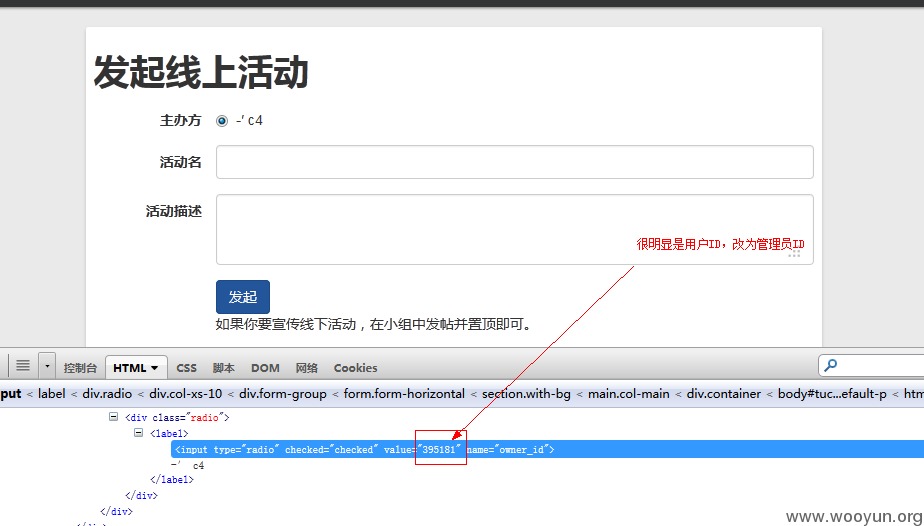 发起线上活动
主办方 -′ c4
活动名
活动描述
很明显是用户ID，改为管理员ID
发起
如果你要宣传线下活动，在小组中发帖并置顶即可。
控制台 HTML CSS 脚本 DOM 网络 Cookies
put < label < div.radio < div.col-xs-10 < div.form-group < form.form-horizontal < section.with-bg < main.col-main < div.container < body#tuc...efault-p < htm
<div class="radio">
<label>
<input type="radio" checked="checked" value="395181" name="owner_id">
-′ c4
</label>
</div>
</div>
</div>
www.wooyun.org